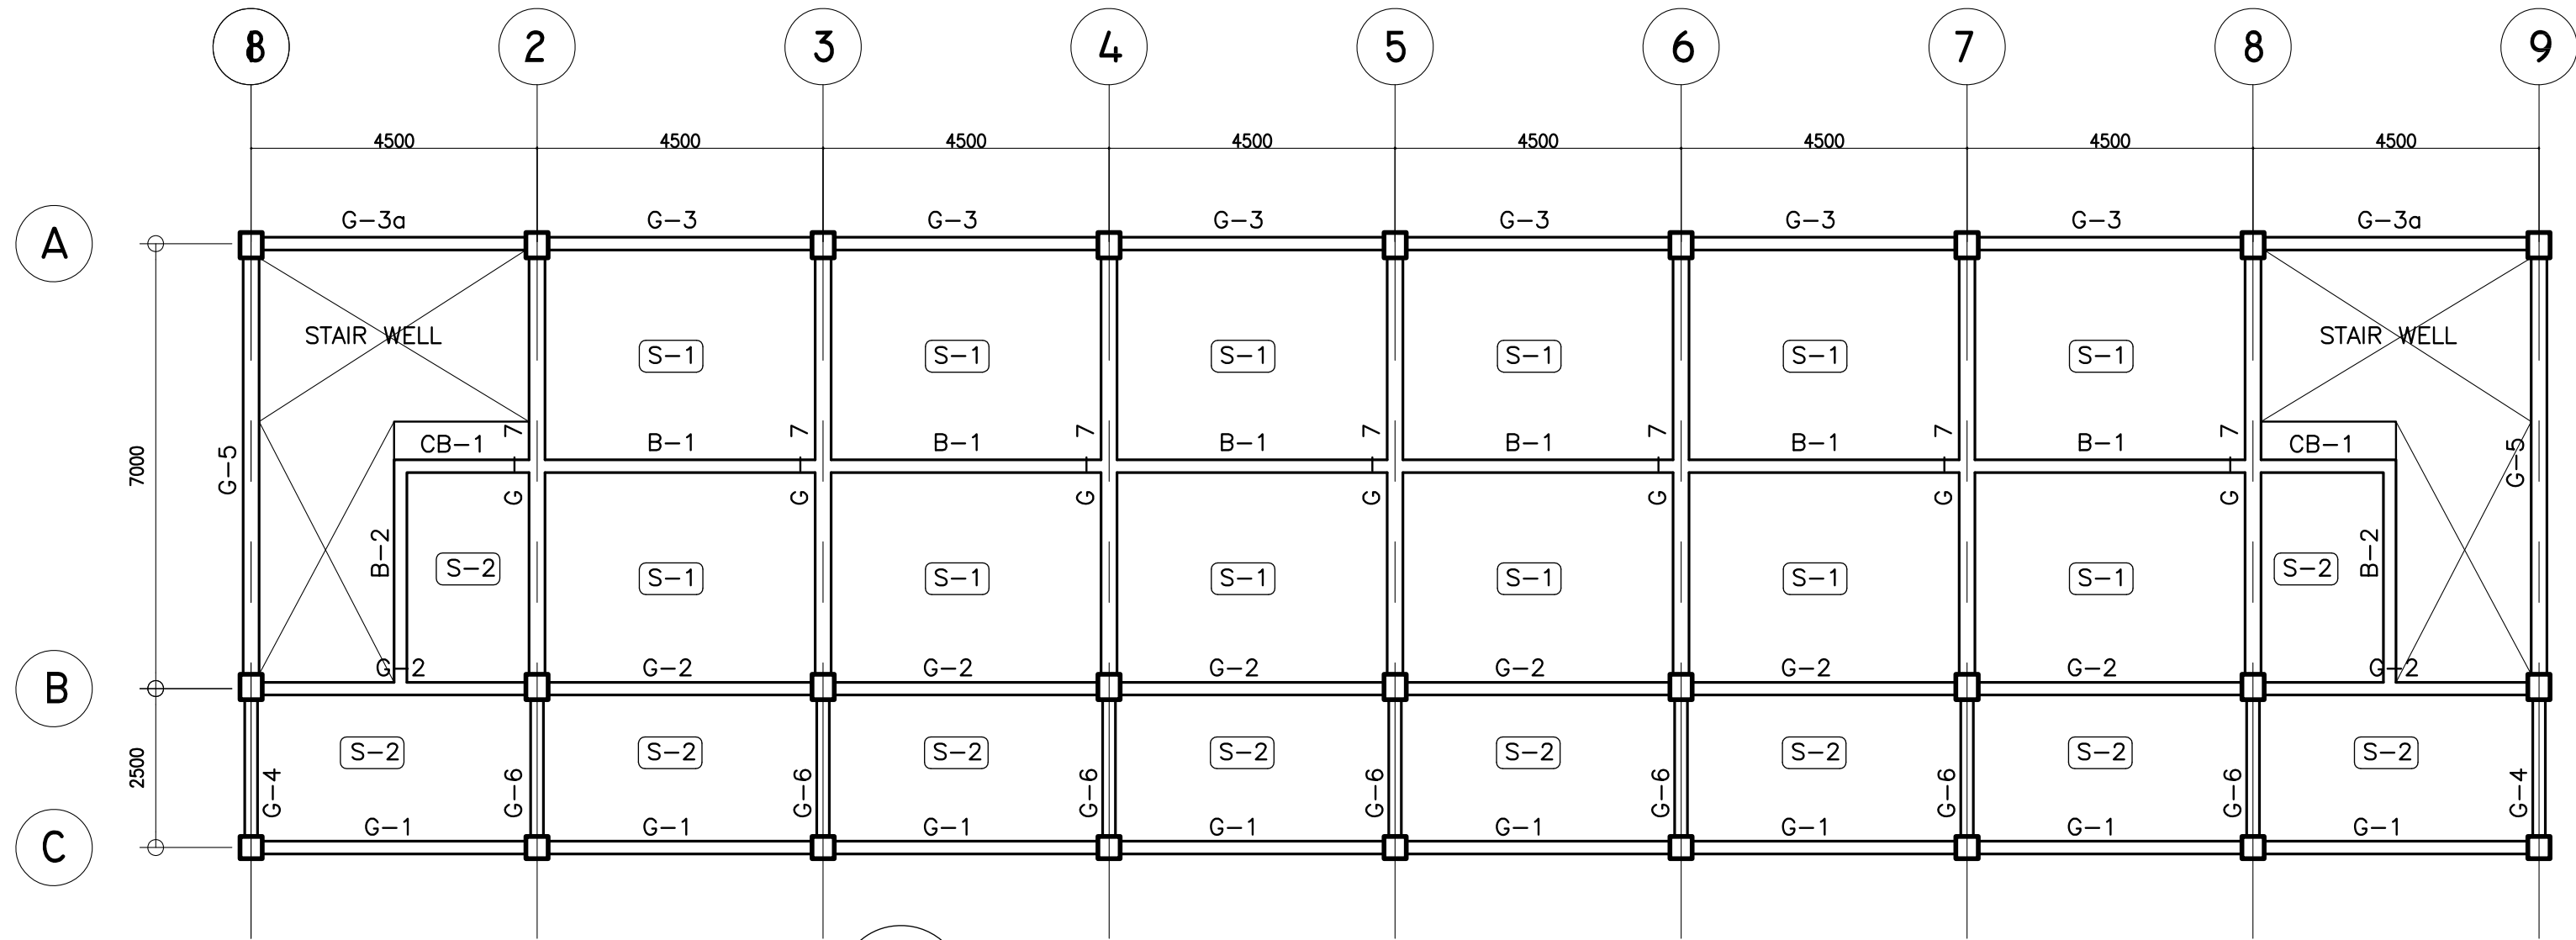 8 2 3 4 5 6 7 8 9
4500 4500 4500 4500 4500 4500 4500 4500
G-3a G-3 G-3 G-3 G-3 G-3 G-3 G-3a
A
STAIR WELL STAIR WELL
S-1 S-1 S-1 S-1 S-1 S-1
CB-1 B-1 B-1 B-1 B-1 B-1 B-1 CB-1
7000
G-5 G-7 G-7 G-7 G-7 G-7 G-7 G-7 G-5
B-2 B-2
S-2 S-1 S-1 S-1 S-1 S-1 S-1 S-2
G-2 G-2 G-2 G-2 G-2 G-2 G-2 G-2
B
S-2 S-2 S-2 S-2 S-2 S-2 S-2 S-2
2500
G-4 G-6 G-6 G-6 G-6 G-6 G-6 G-6 G-4
G-1 G-1 G-1 G-1 G-1 G-1 G-1 G-1
C